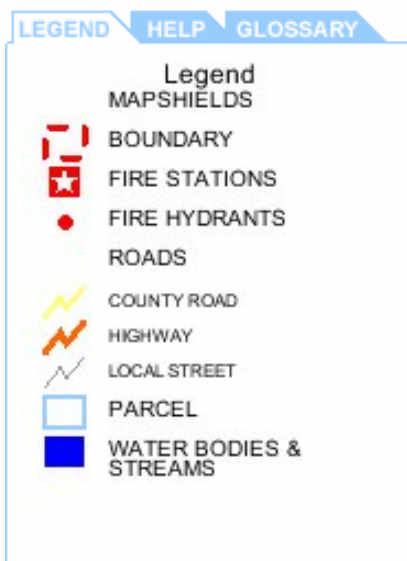 LEGEND HELP GLOSSARY
Legend
MAPSHIELDS
BOUNDARY
FIRE STATIONS
FIRE HYDRANTS
ROADS
COUNTY ROAD
HIGHWAY
LOCAL STREET
PARCEL
WATER BODIES &
STREAMS